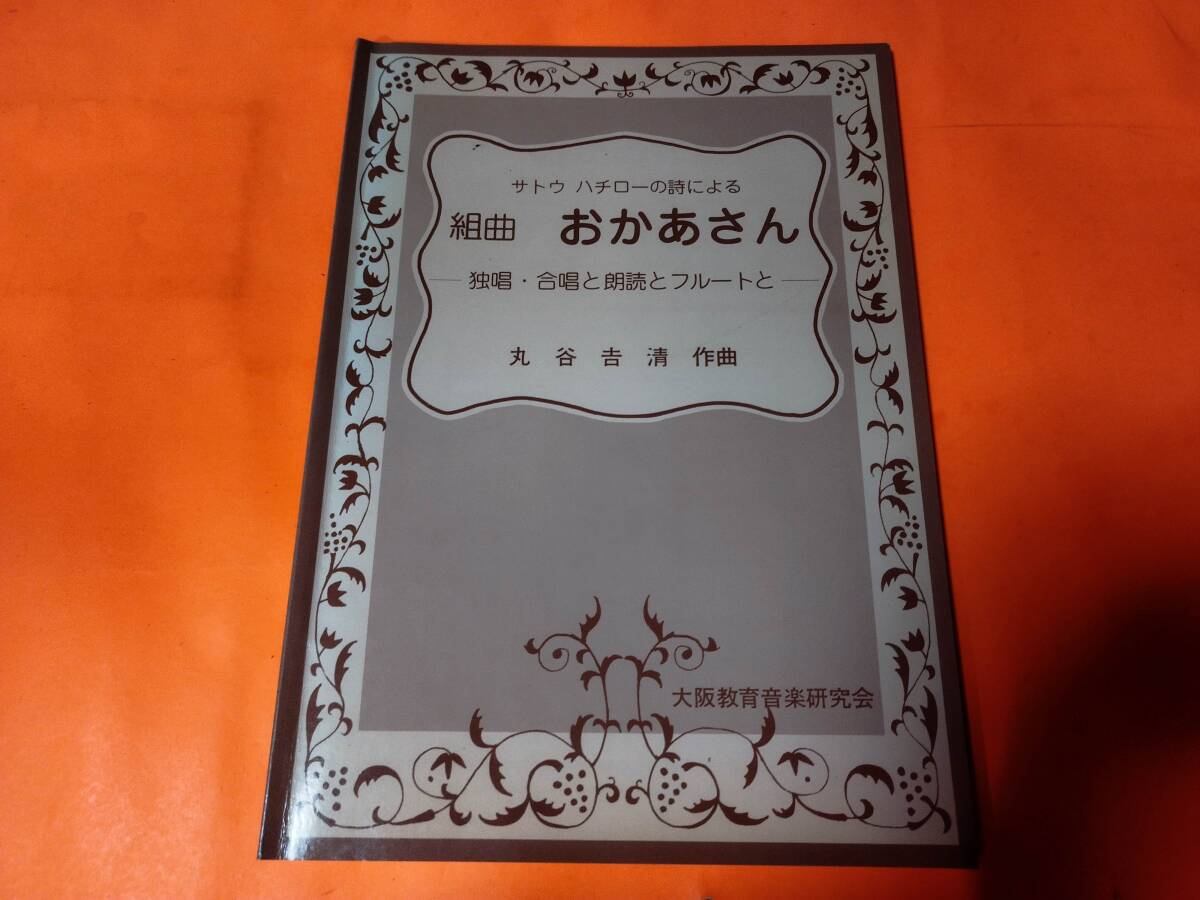 サトウ ハチローの詩による
組曲 おかあさん
—独唱・合唱と朗読とフルートと—
丸谷吉清 作曲
大阪教育音楽研究会